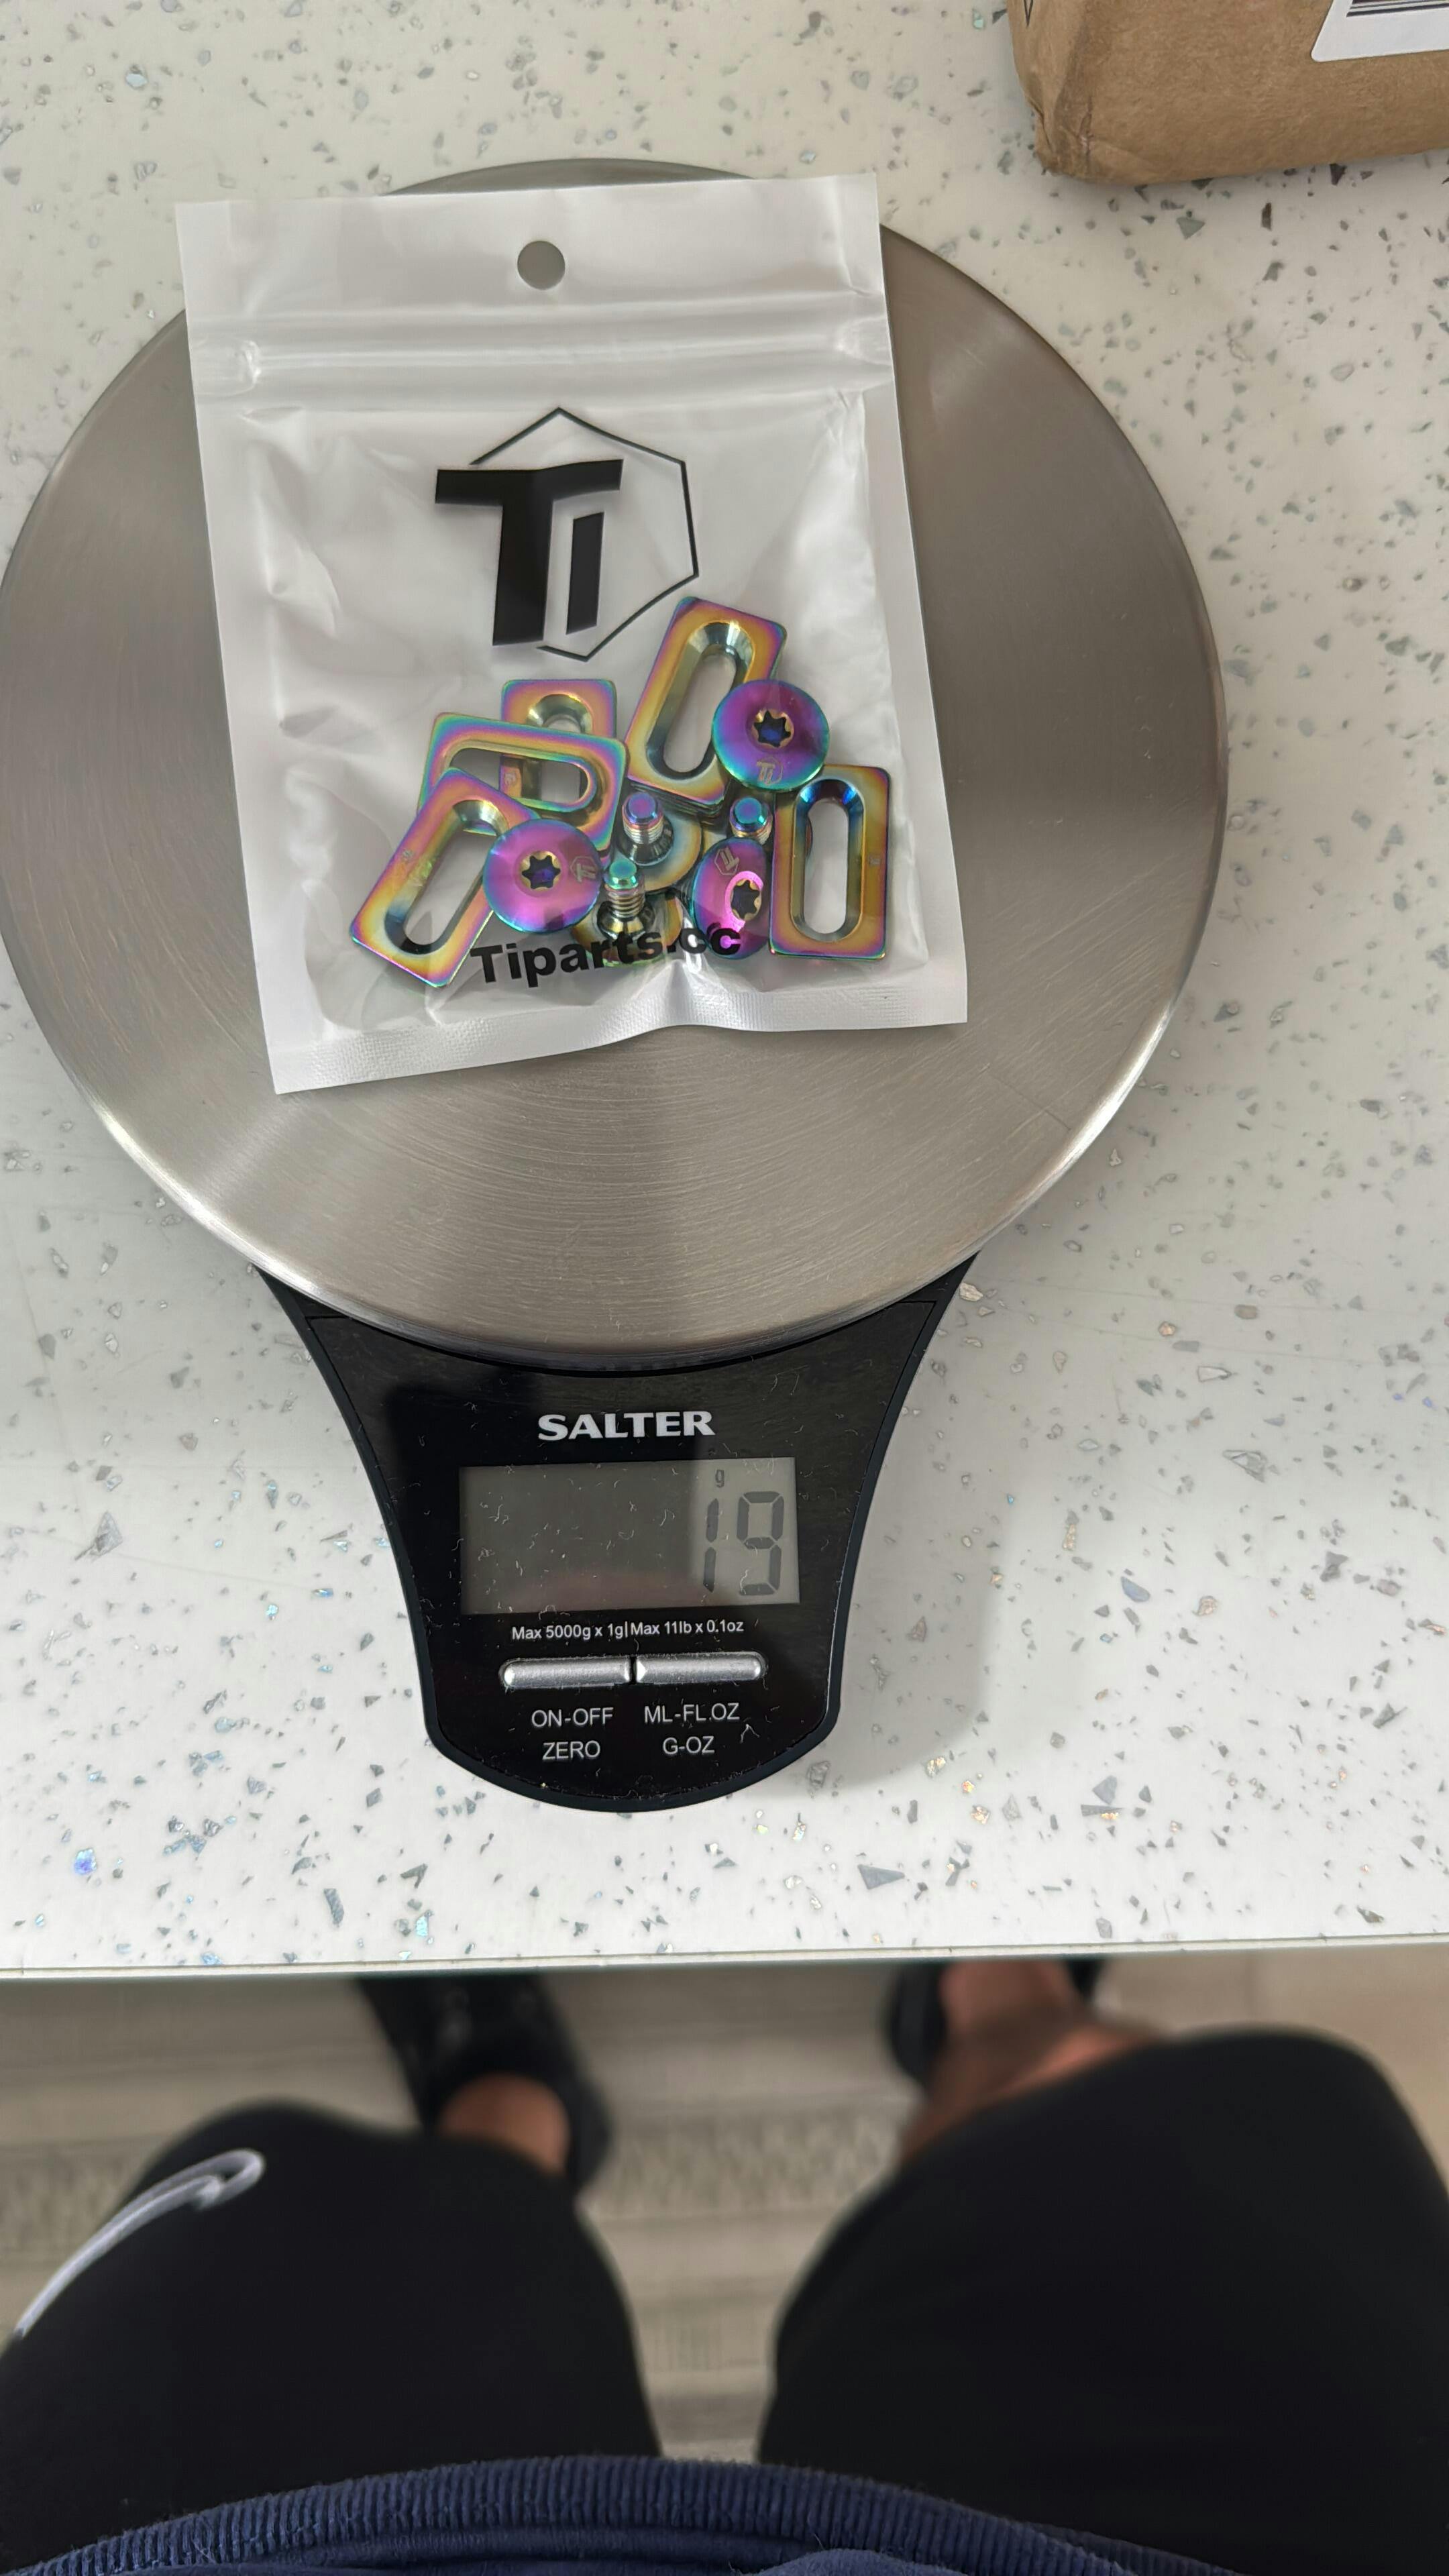 TI
Tiparts.cc
SALTER
g
19
Max 5000g x 1g|Max 11lb x 0.1oz
ON-OFF ML-FL.OZ
ZERO G-OZ